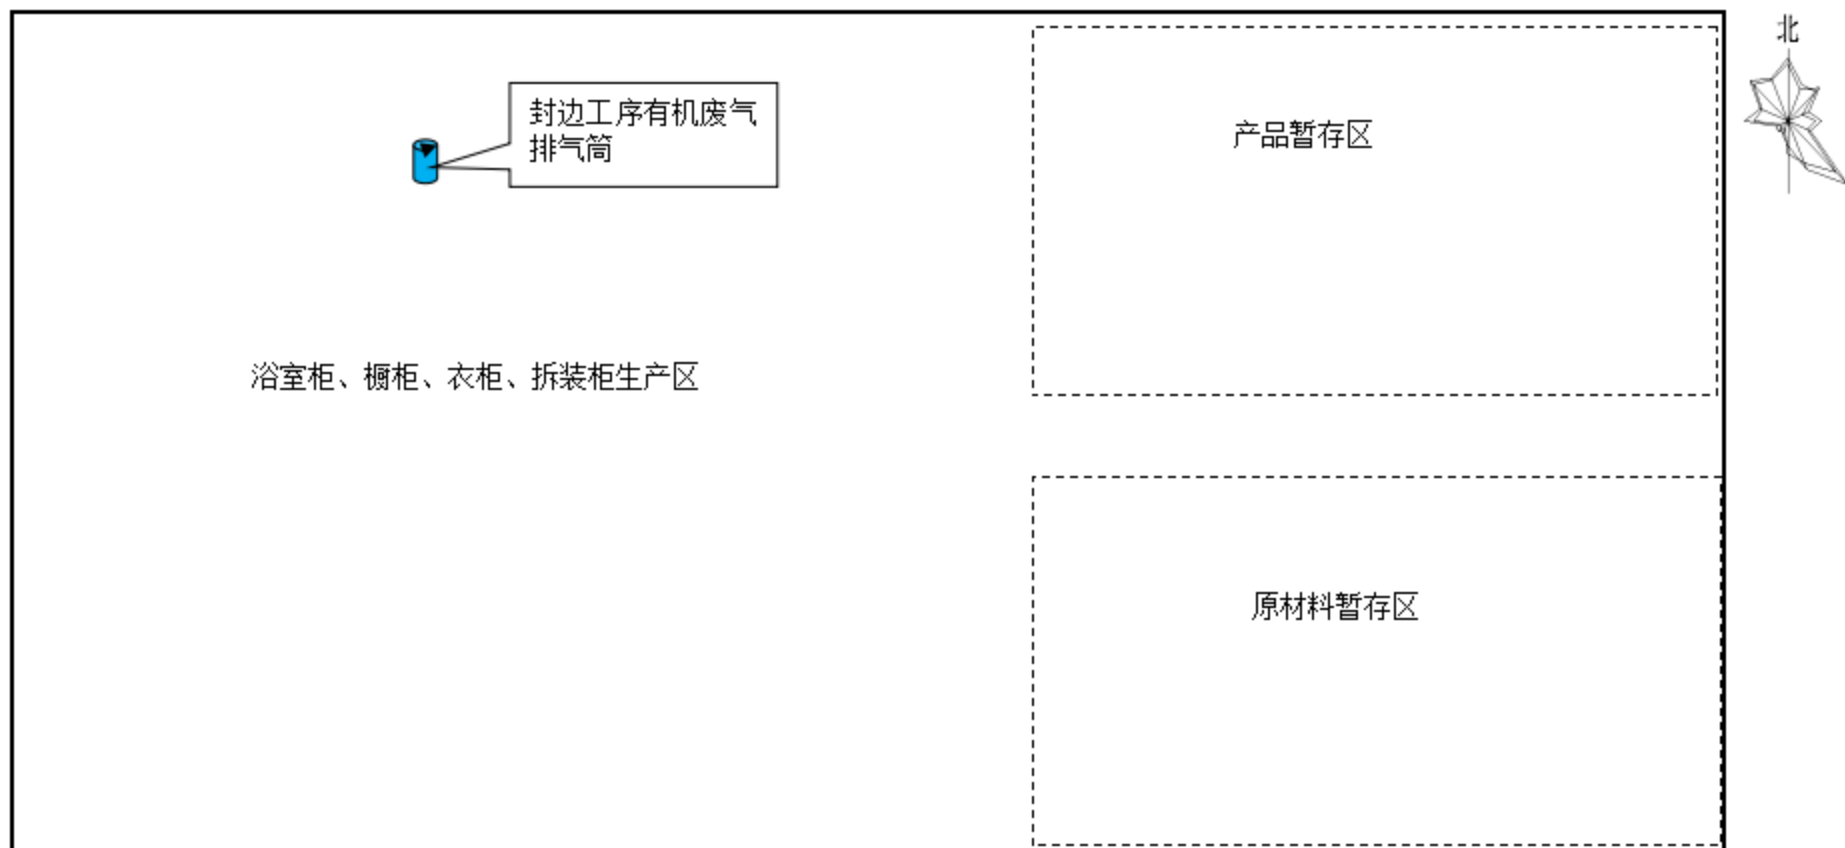 北
封边工序有机废气
排气筒
产品暂存区
浴室柜、橱柜、衣柜、拆装柜生产区
原材料暂存区